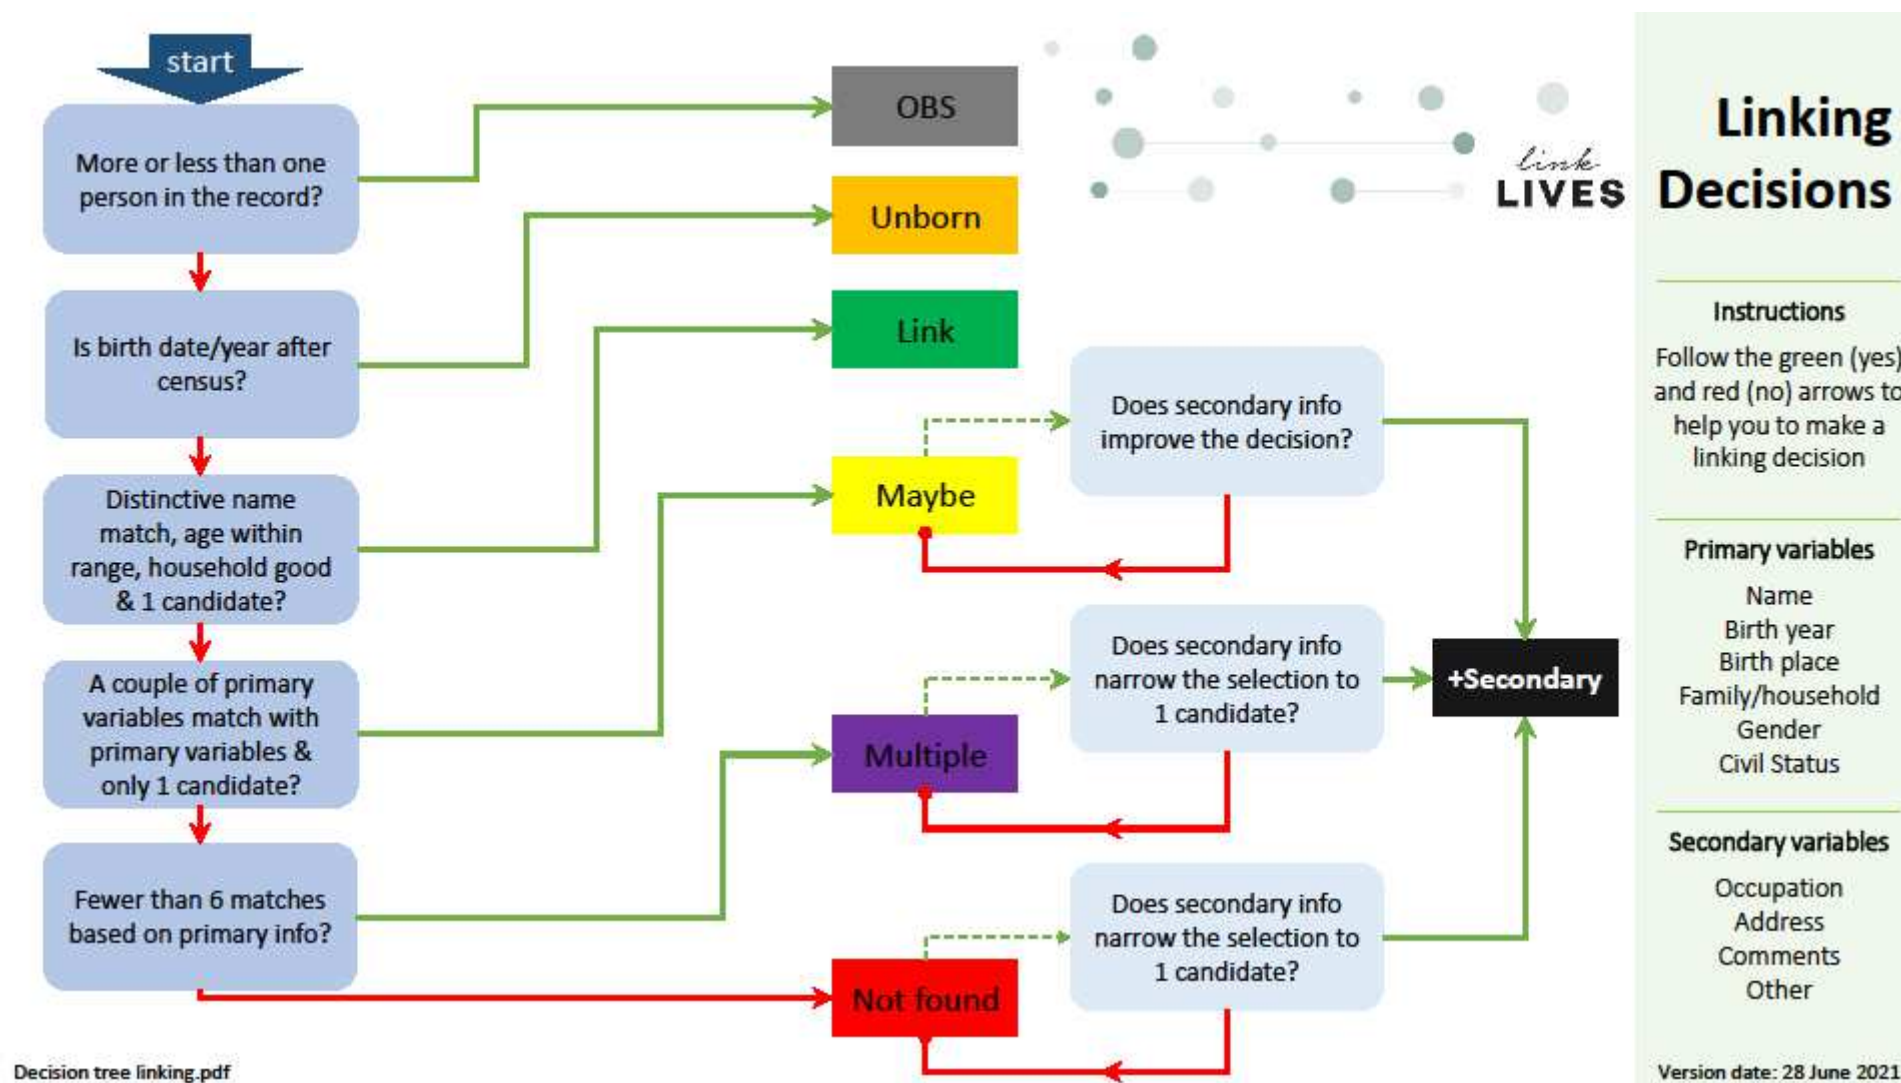 start
More or less than one
person in the record?
Is birth date/year after
census?
Distinctive name
match, age within
range, household good
& 1 candidate?
A couple of primary
variables match with
primary variables &
only 1 candidate?
Fewer than 6 matches
based on primary info?
OBS
Unborn
Link
Maybe
Multiple
Not found
Does secondary info
improve the decision?
Does secondary info
narrow the selection to
1 candidate?
Does secondary info
narrow the selection to
1 candidate?
+Secondary
link
LIVES
Linking
Decisions
Instructions
Follow the green (yes)
and red (no) arrows to
help you to make a
linking decision
Primary variables
Name
Birth year
Birth place
Family/household
Gender
Civil Status
Secondary variables
Occupation
Address
Comments
Other
Decision tree linking.pdf
Version date: 28 June 2021